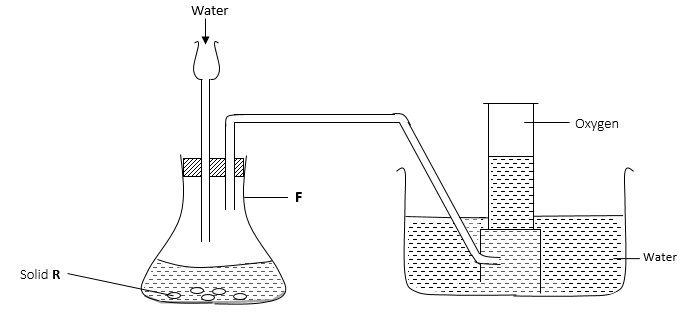 Water
Oxygen
F
Water
Solid R